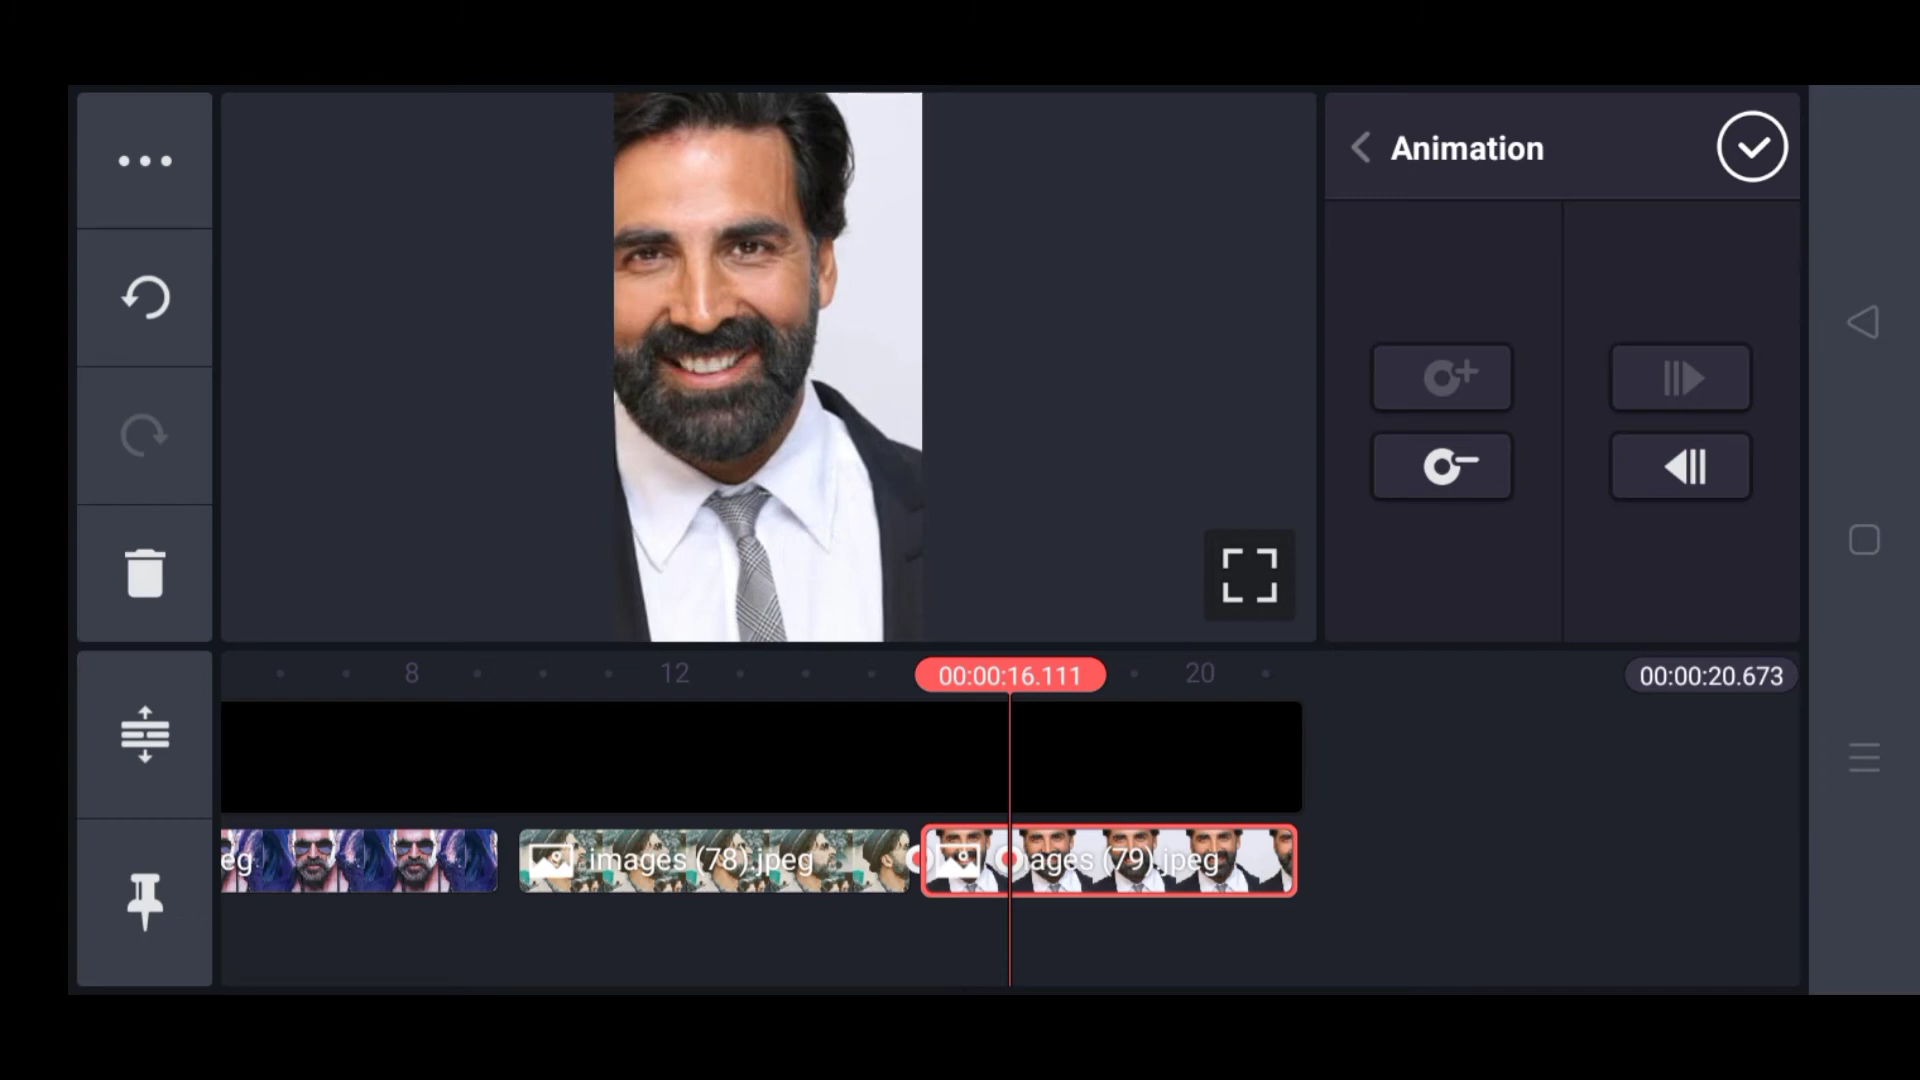 Animation
8
12
00:00:16.111
20
00:00:20.673
eg
images (78).jpeg
ages (79).jpeg